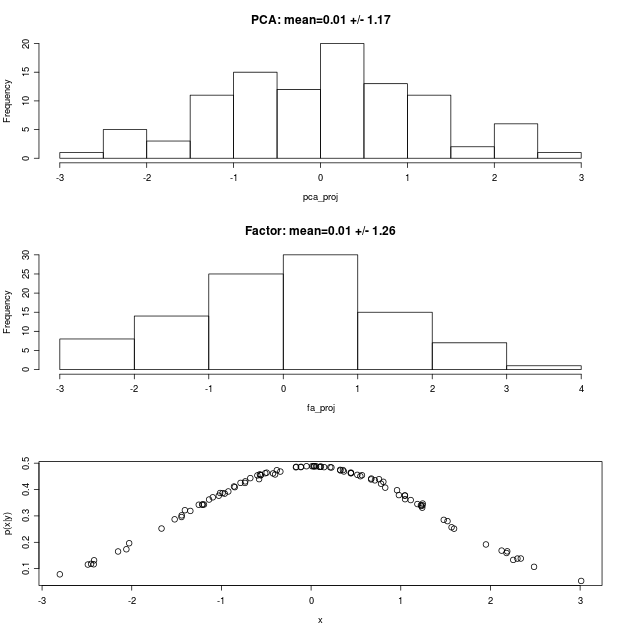 PCA: mean=0.01 +/- 1.17
Frequency
20
15
10
5
0
-3 -2 -1 0 1 2 3
pca_proj
Factor: mean=0.01 +/- 1.26
Frequency
30
25
20
15
10
5
0
-3 -2 -1 0 1 2 3 4
fa_proj
p(x|y)
0.5
0.4
0.3
0.2
0.1
-3 -2 -1 0 1 2 3
x